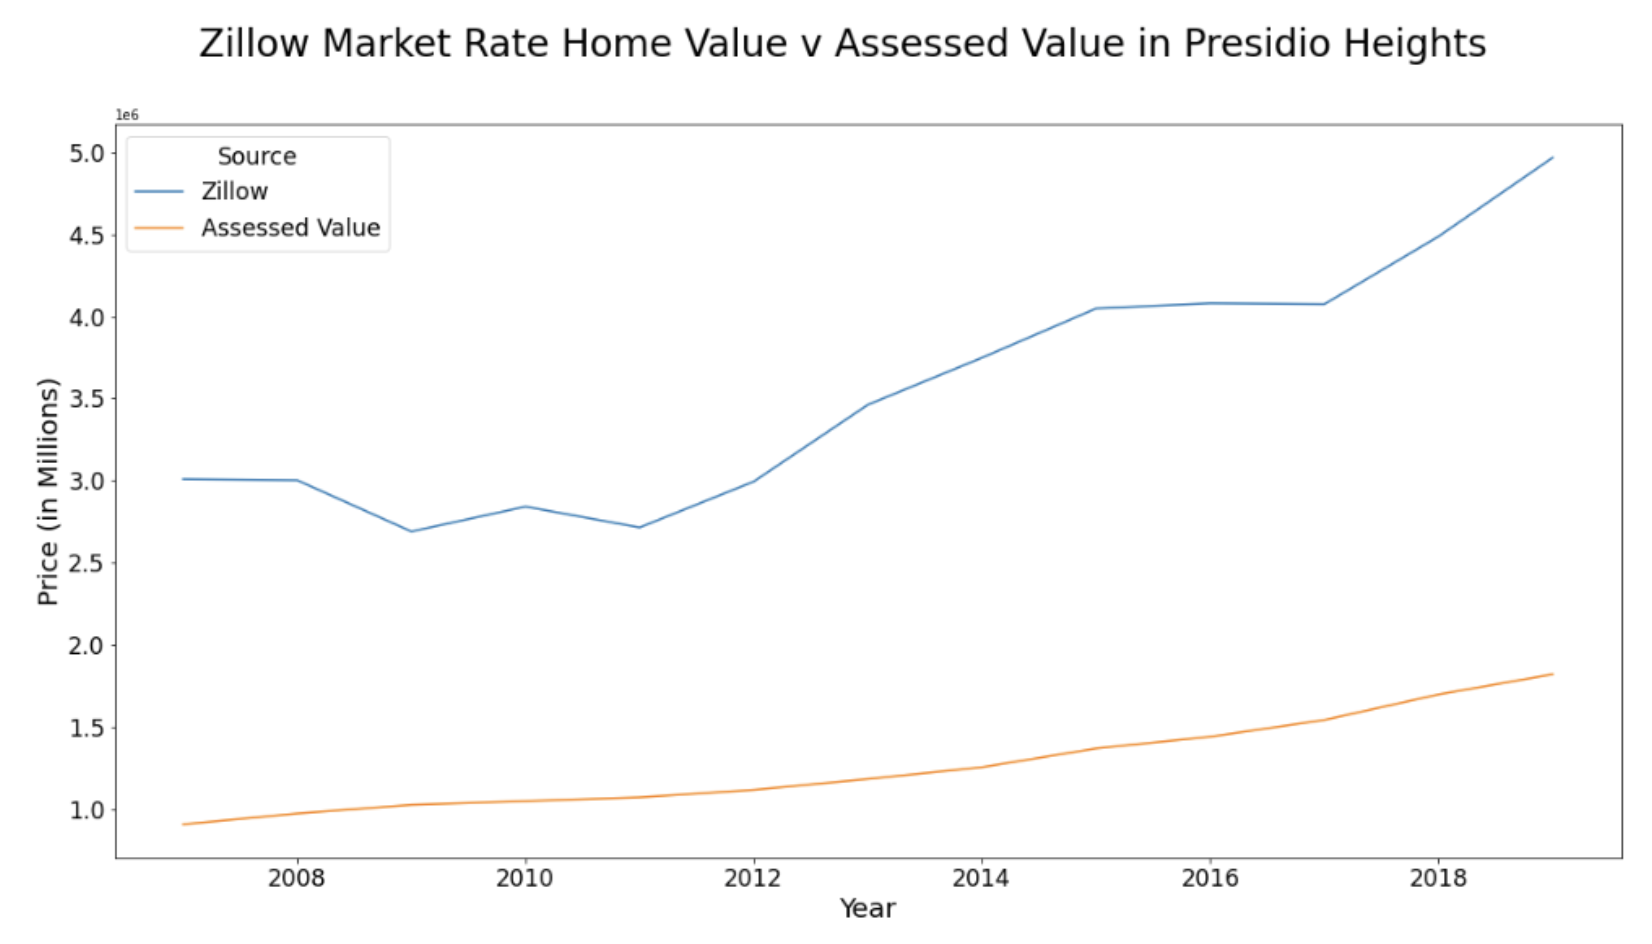 Zillow Market Rate Home Value v Assessed Value in Presidio Heights
1e6
Source
Zillow
Assessed Value
5.0
4.5
4.0
3.5
3.0
2.5
2.0
1.5
1.0
Price (in Millions)
2008 2010 2012 2014 2016 2018
Year